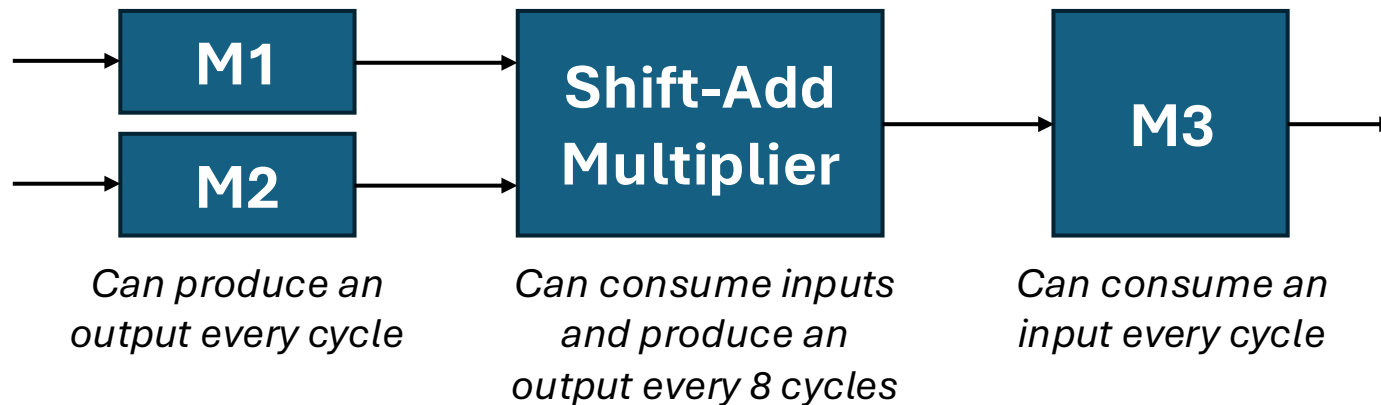 M1
M2
Shift-Add
Multiplier
M3
Can produce an
output every cycle
Can consume inputs
and produce an
output every 8 cycles
Can consume an
input every cycle